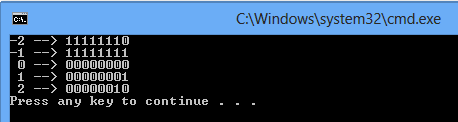 C:\Windows\system32\cmd.exe
-2 --> 11111110
-1 --> 11111111
0 --> 00000000
1 --> 00000001
2 --> 00000010
Press any key to continue . . .